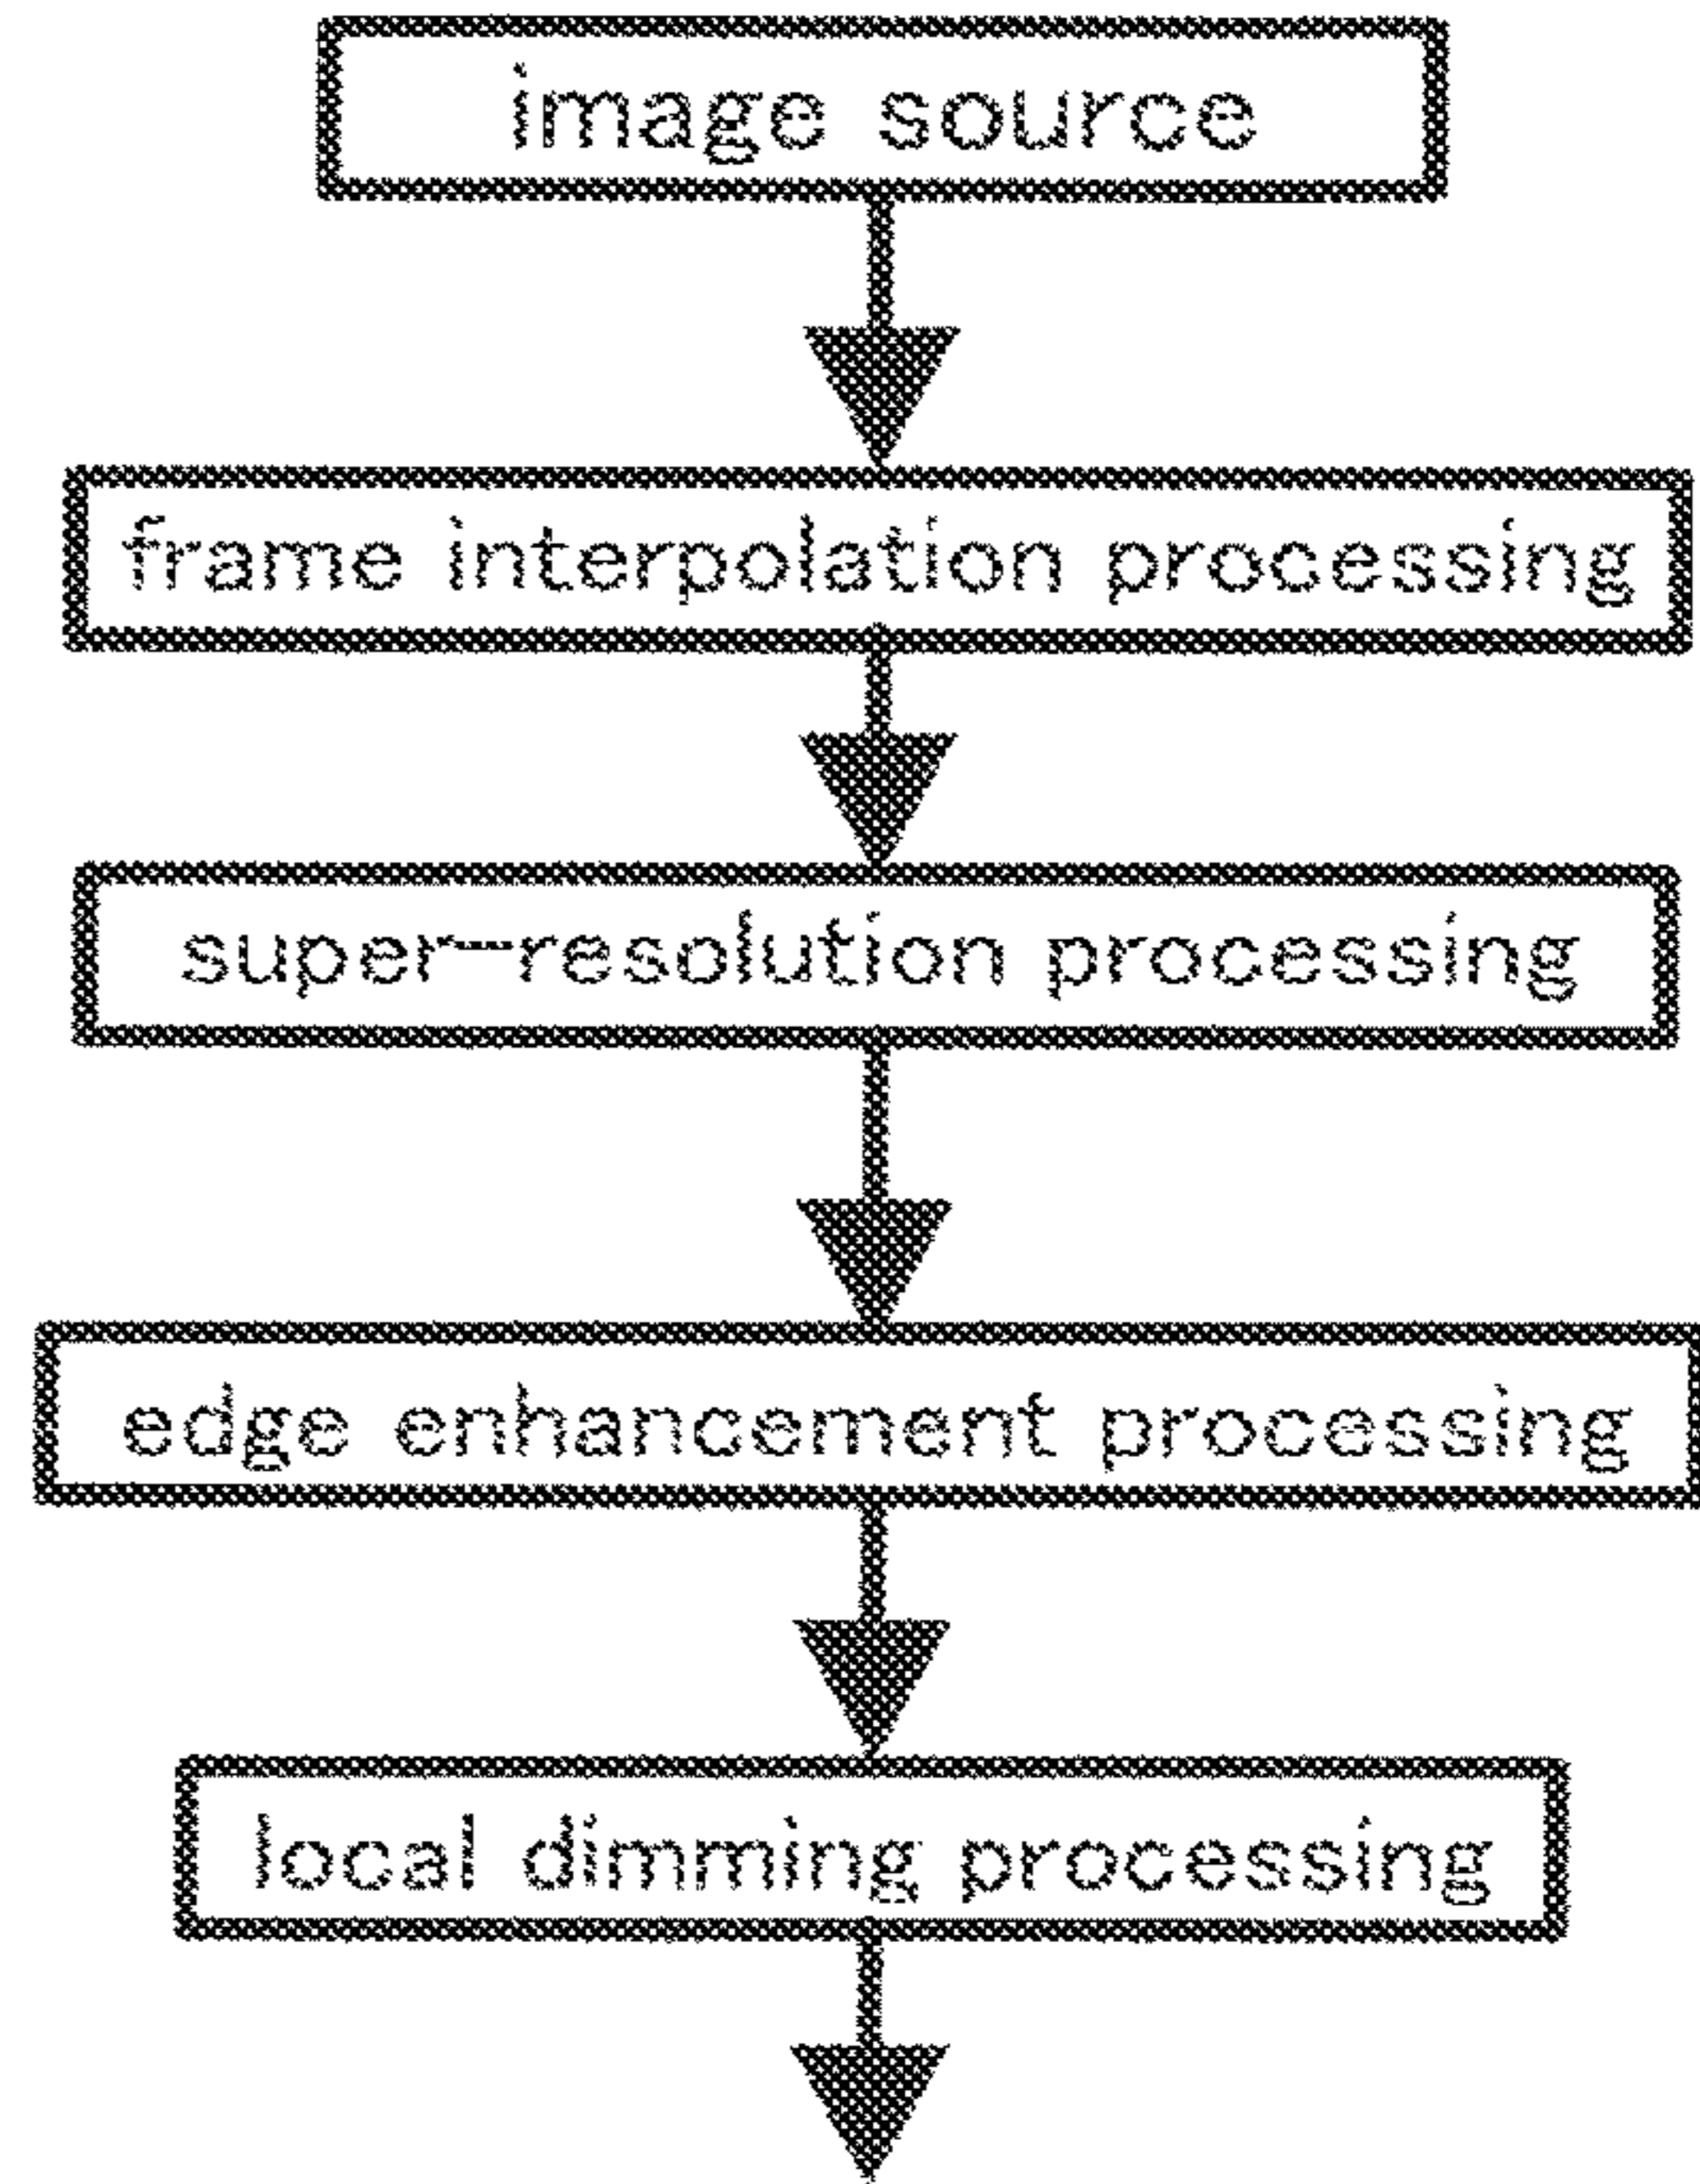 image source
frame interpolation processing
super-resolution processing
edge enhancement processing
local dimming processing